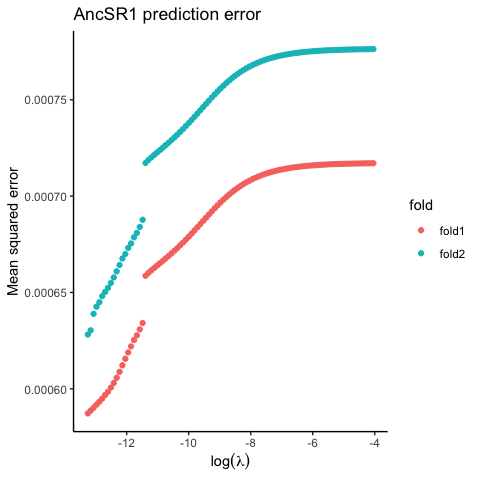 AncSR1 prediction error
Mean squared error
0.00075
0.00070
0.00065
0.00060
-12
-10
-8
-6
-4
log(λ)
fold
fold1
fold2